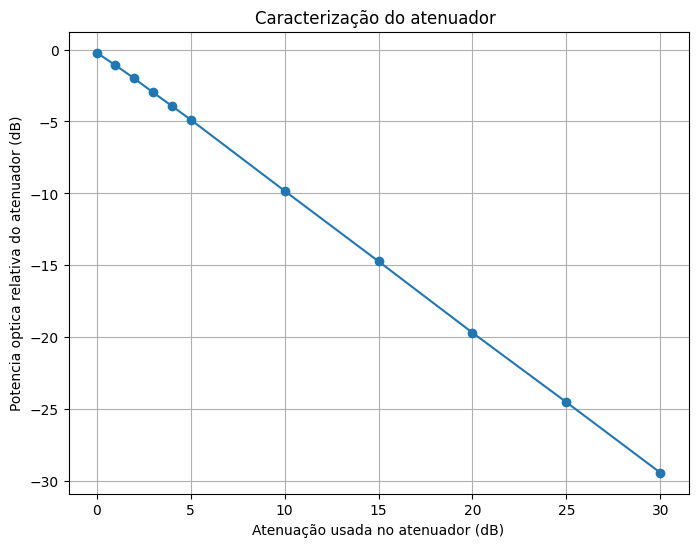 Caracterização do atenuador
Potencia optica relativa do atenuador (dB)
0
−5
−10
−15
−20
−25
−30
0 5 10 15 20 25 30
Atenuação usada no atenuador (dB)